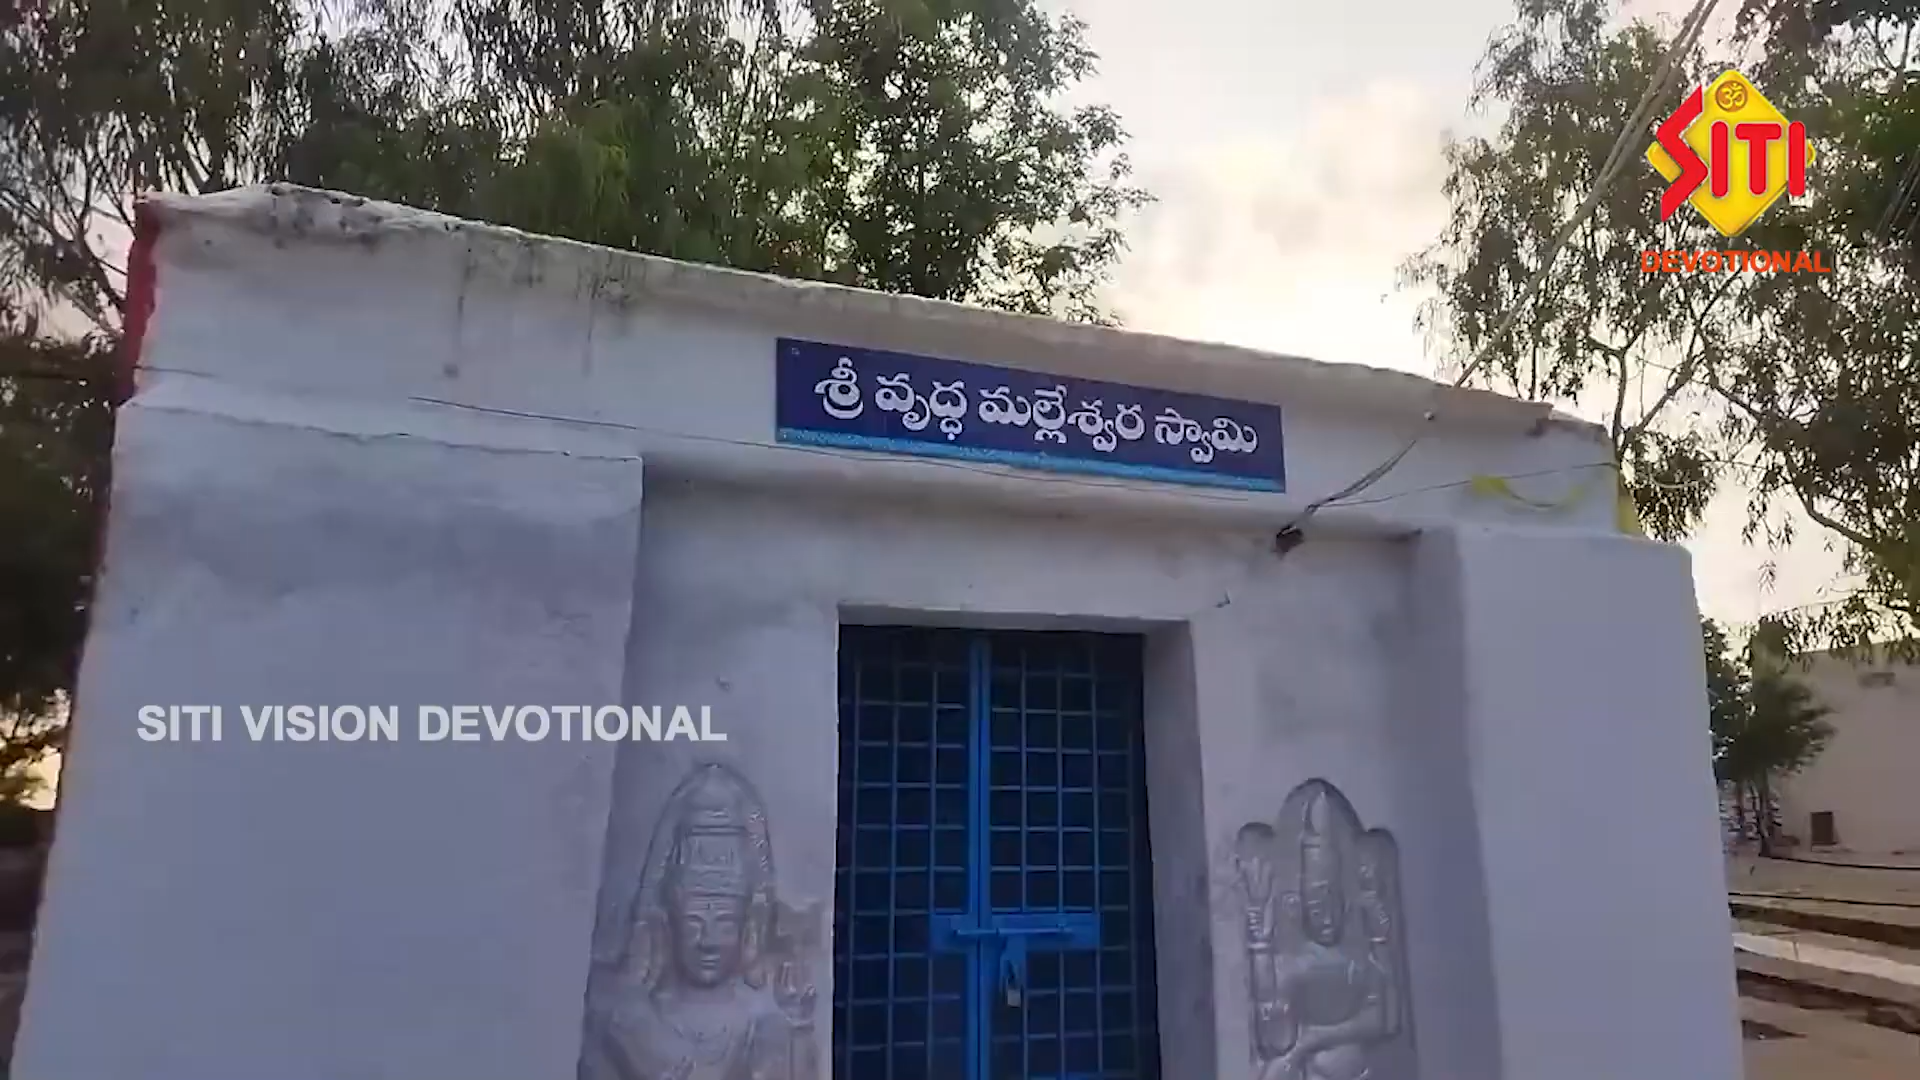 ॐ
SITI
DEVOTIONAL
శ్రీ వృద్ధ మల్లేశ్వర స్వామి
SITI VISION DEVOTIONAL